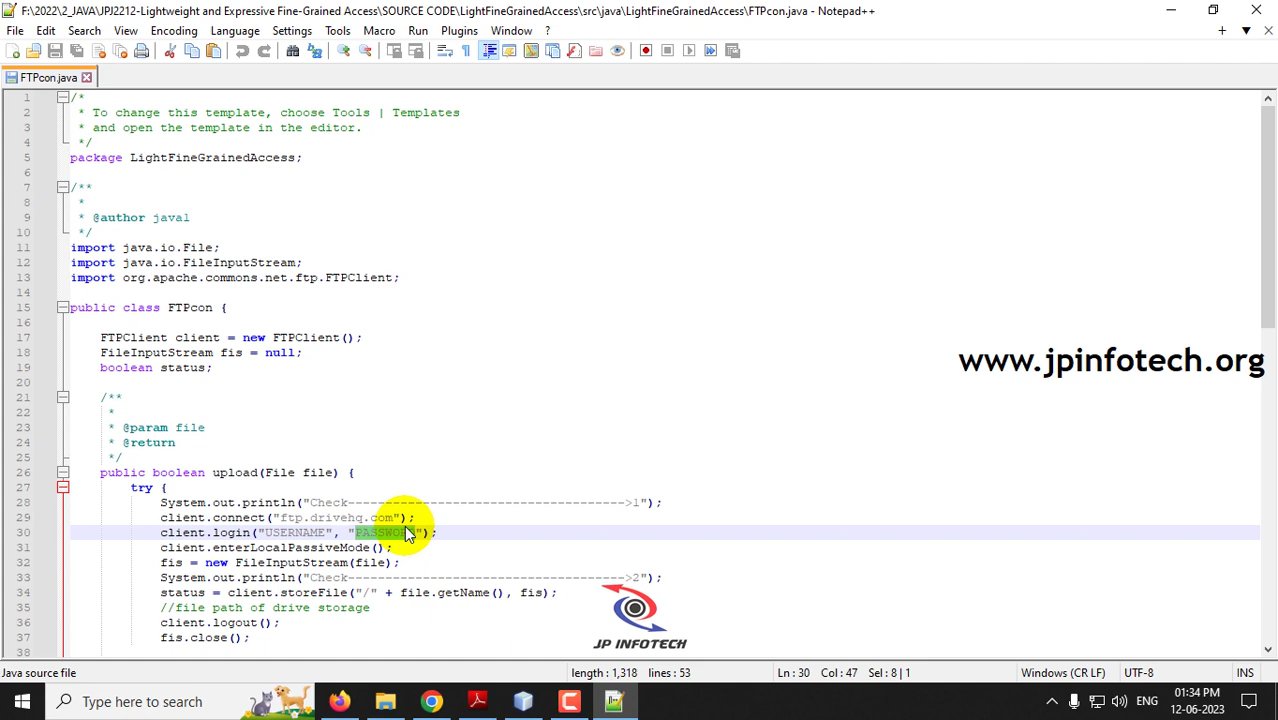 F:\2022\2_JAVA\JPJ2212-Lightweight and Expressive Fine-Grained Access\SOURCE CODE\LightFineGrainedAccess\src\java\LightFineGrainedAccess\FTPcon.java - Notepad++
File Edit Search View Encoding Language Settings Tools Macro Run Plugins Window ?
FTPcon.java
1 /*
2 * To change this template, choose Tools | Templates
3 * and open the template in the editor.
4 */
5 package LightFineGrainedAccess;
6
7 /**
8 *
9 * @author java1
10 */
11 import java.io.File;
12 import java.io.FileInputStream;
13 import org.apache.commons.net.ftp.FTPClient;
14
15 public class FTPcon {
16
17 FTPClient client = new FTPClient();
18 FileInputStream fis = null;
19 boolean status;
20
21 /**
22 *
23 * @param file
24 * @return
25 */
26 public boolean upload(File file) {
27 try {
28 System.out.println("Check------------------------------------->1");
29 client.connect("ftp.drivehq.com");
30 client.login("USERNAME", "PASSWORD");
31 client.enterLocalPassiveMode();
32 fis = new FileInputStream(file);
33 System.out.println("Check------------------------------------->2");
34 status = client.storeFile("/" + file.getName(), fis);
35 //file path of drive storage
36 client.logout();
37 fis.close();
38
www.jpinfotech.org
JP INFOTECH
Java source file length : 1,318 lines : 53 Ln : 30 Col : 47 Sel : 8 | 1 Windows (CR LF) UTF-8 INS
Type here to search ENG 01:34 PM
12-06-2023